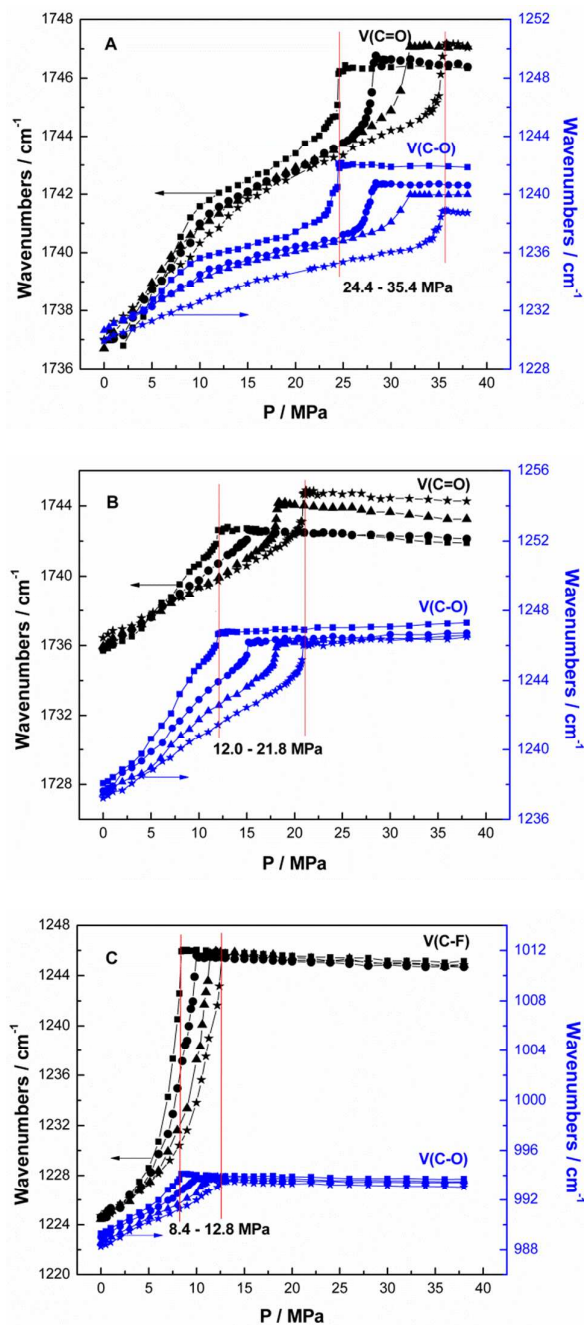 A
V(C=O)
V(C-O)
24.4 - 35.4 MPa
1748
1746
1744
1742
1740
1738
1736
1252
1248
1244
1240
1236
1232
1228
0 5 10 15 20 25 30 35 40
P / MPa
Wavenumbers / cm-1
Wavenumbers / cm-1
B
V(C=O)
V(C-O)
12.0 - 21.8 MPa
1744
1740
1736
1732
1728
1256
1252
1248
1244
1240
1236
0 5 10 15 20 25 30 35 40
P / MPa
Wavenumbers / cm-1
Wavenumbers / cm-1
C
V(C-F)
V(C-O)
8.4 - 12.8 MPa
1248
1244
1240
1236
1232
1228
1224
1220
1012
1008
1004
1000
996
992
988
0 5 10 15 20 25 30 35 40
P / MPa
Wavenumbers / cm-1
Wavenumbers / cm-1